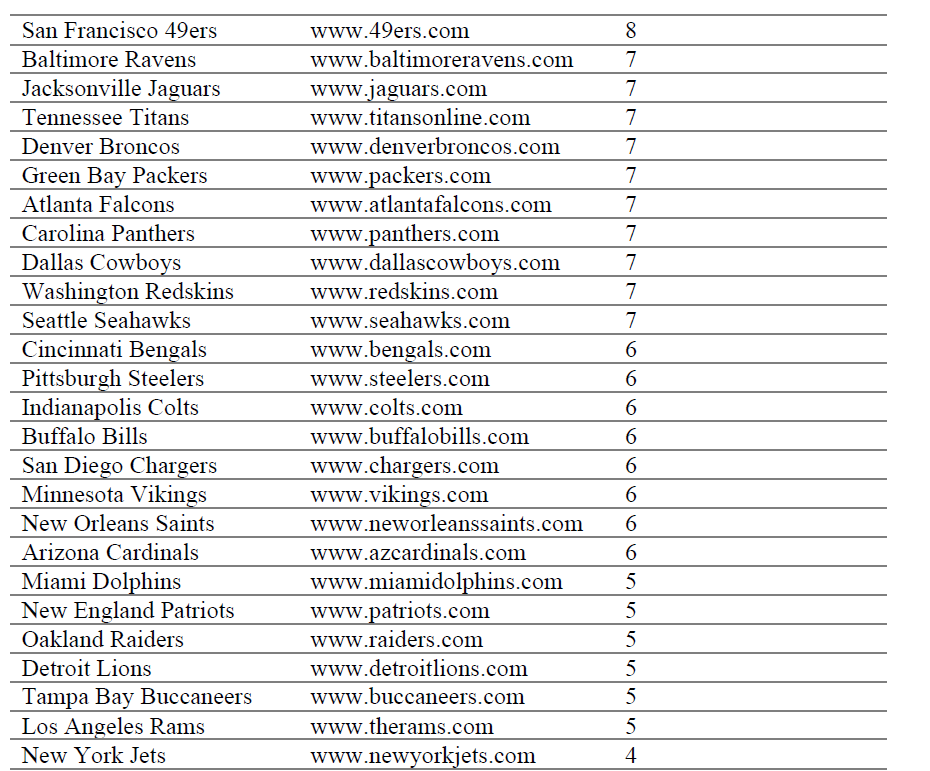 San Francisco 49ers www.49ers.com 8
Baltimore Ravens www.baltimoreravens.com 7
Jacksonville Jaguars www.jaguars.com 7
Tennessee Titans www.titansonline.com 7
Denver Broncos www.denverbroncos.com 7
Green Bay Packers www.packers.com 7
Atlanta Falcons www.atlantafalcons.com 7
Carolina Panthers www.panthers.com 7
Dallas Cowboys www.dallascowboys.com 7
Washington Redskins www.redskins.com 7
Seattle Seahawks www.seahawks.com 7
Cincinnati Bengals www.bengals.com 6
Pittsburgh Steelers www.steelers.com 6
Indianapolis Colts www.colts.com 6
Buffalo Bills www.buffalobills.com 6
San Diego Chargers www.chargers.com 6
Minnesota Vikings www.vikings.com 6
New Orleans Saints www.neworleanssaints.com 6
Arizona Cardinals www.azcardinals.com 6
Miami Dolphins www.miamidolphins.com 5
New England Patriots www.patriots.com 5
Oakland Raiders www.raiders.com 5
Detroit Lions www.detroitlions.com 5
Tampa Bay Buccaneers www.buccaneers.com 5
Los Angeles Rams www.therams.com 5
New York Jets www.newyorkjets.com 4